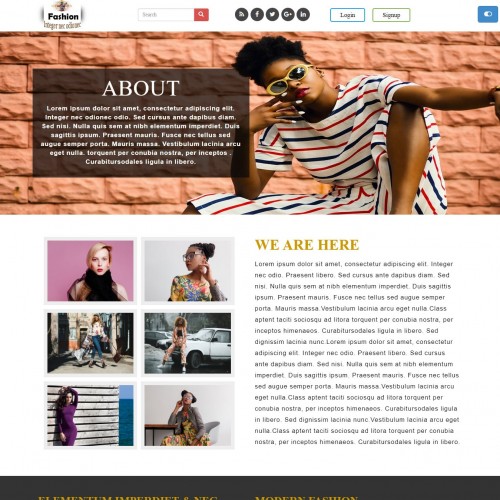 Fashion
Integer nec odio nec
Search
Login
Signup
ABOUT
Lorem ipsum dolor sit amet, consectetur adipiscing elit.
Integer nec odionec odio. Sed cursus ante dapibus diam.
Sed nisi. Nulla quis sem at nibh elementum imperdiet. Duis
sagittis ipsum. Praesent mauris. Fusce nec tellus sed
augue semper porta. Mauris massa. Vestibulum lacinia arcu
eget nulla. torquent per conubia nostra, per inceptos .
Curabitursodales ligula in libero.
WE ARE HERE
Lorem ipsum dolor sit amet, consectetur adipiscing elit.Integer nec
odio. Praesent libero. Sed cursus ante dapibus diam. Sed nisi.Nulla
quis sem at nibh elementum imperdiet. Duis sagittis ipsum. Praesent
mauris. Fusce nec tellus sed augue semper porta.
Mauris massa.Vestibulum lacinia arcu eget nulla. Class
aptent taciti sociosqu ad litora torquent per conubia nostra, per
inceptos himenaeos. Curabitursodales ligula in libero. Sed dignissim
lacinia nunc.Lorem ipsum dolor sit amet, consectetur adipiscing
elit.Integer nec odio. Praesent libero. Sed cursus ante dapibus diam.
Sed nisi. Nulla quis sem at nibh elementum
imperdiet. Duis sagittis ipsum. Praesent mauris. Fusce nec tellus sed
augue semper porta. Mauris massa.Vestibulum lacinia arcu eget
nulla.Class aptent taciti sociosqu ad litora torquent per
conubia nostra, per inceptos himenaeos. Curabitursodales ligula in
libero. Mauris massa.Vestibulum lacinia arcu eget
nulla.Class aptent taciti sociosqu ad litora torquent per conubia
nostra, per inceptos himenaeos. Curabitursodales ligula in libero.
ELEMENTUM IMPERDIET & NEC
MODERN FASHION